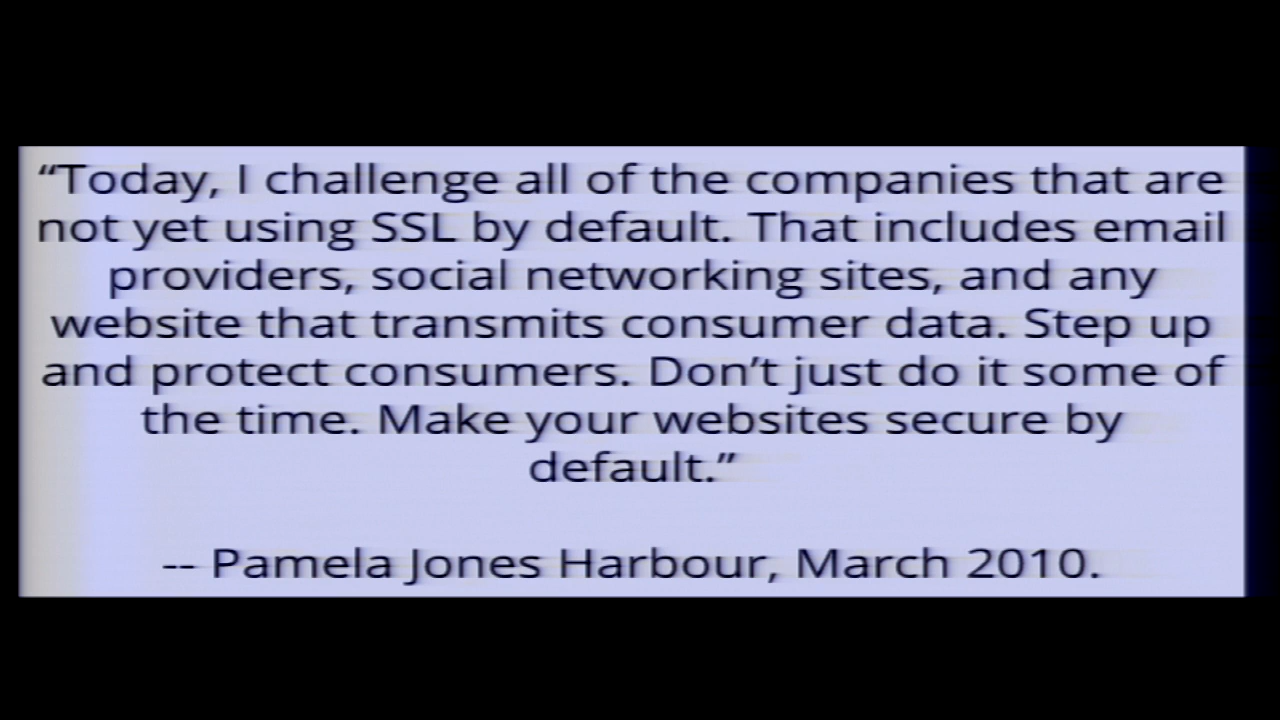 “Today, I challenge all of the companies that are
not yet using SSL by default. That includes email
providers, social networking sites, and any
website that transmits consumer data. Step up
and protect consumers. Don’t just do it some of
the time. Make your websites secure by
default.”
-- Pamela Jones Harbour, March 2010.